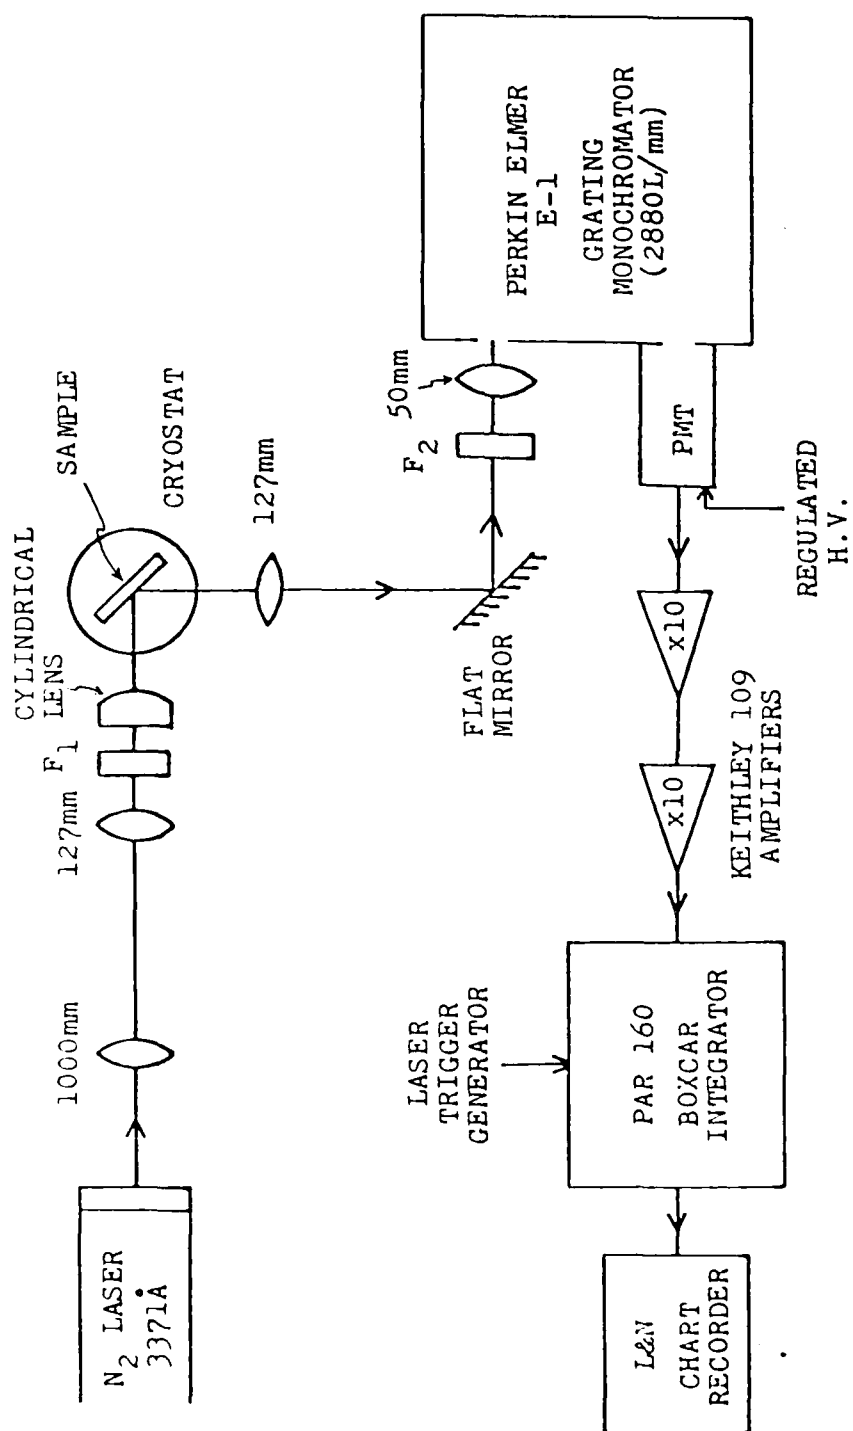 N2 LASER
3371Å
1000mm
127mm
F1
CYLINDRICAL
LENS
SAMPLE
CRYOSTAT
127mm
FLAT
MIRROR
F2
50mm
PERKIN ELMER
E-1
GRATING
MONOCHROMATOR
(2880L/mm)
PMT
REGULATED
H.V.
x10
x10
KEITHLEY 109
AMPLIFIERS
LASER
TRIGGER
GENERATOR
PAR 160
BOXCAR
INTEGRATOR
L&N
CHART
RECORDER